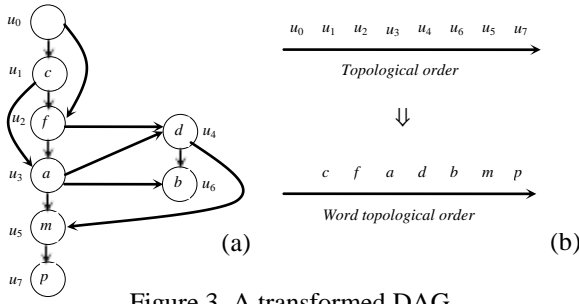 (a)
u0
u1 c
u2 f
d u4
u3 a
b u6
u5 m
u7 p
(b)
u0 u1 u2 u3 u4 u6 u5 u7
Topological order
⇓
c f a d b m p
Word topological order
Figure 3. A transformed DAG